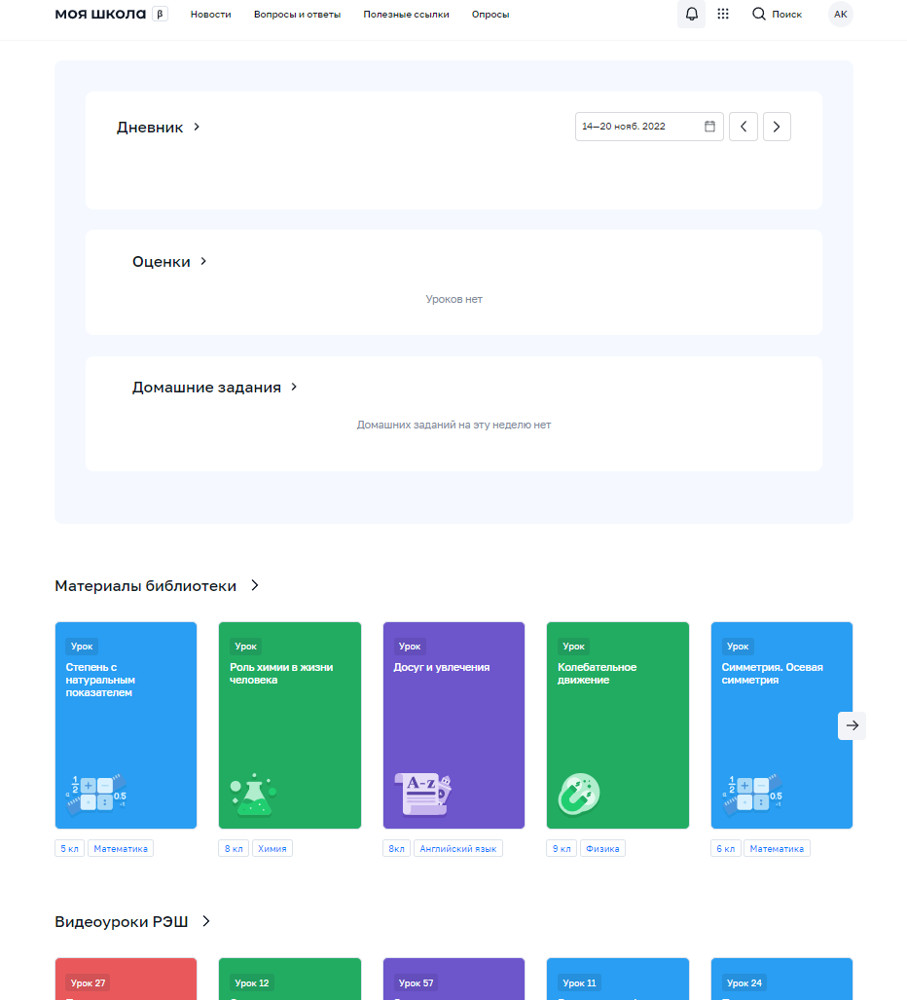 моя школа β Новости Вопросы и ответы Полезные ссылки Опросы Поиск АК
Дневник
14—20 нояб. 2022
Оценки
Уроков нет
Домашние задания
Домашних заданий на эту неделю нет
Материалы библиотеки
Урок
Степень с
натуральным
показателем
5 кл Математика
Урок
Роль химии в жизни
человека
8 кл Химия
Урок
Досуг и увлечения
A-z
8кл Английский язык
Урок
Колебательное
движение
9 кл Физика
Урок
Симметрия. Осевая
симметрия
6 кл Математика
Видеоуроки РЭШ
Урок 27
Урок 12
Урок 57
Урок 11
Урок 24